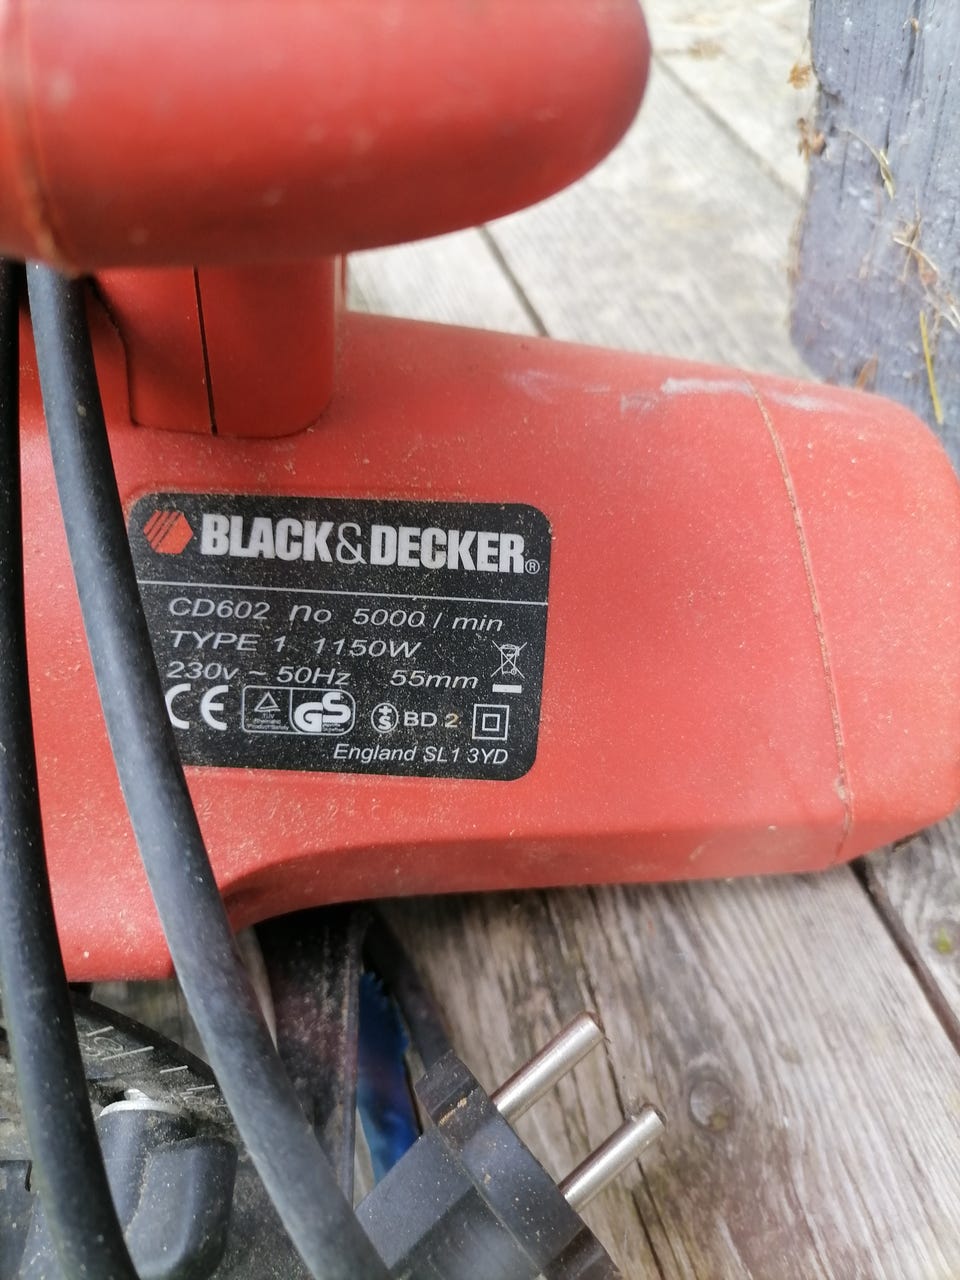 BLACK&DECKER®
CD602 no 5000 / min
TYPE 1 1150W
230v ~ 50Hz 55mm
CE GS BD 2
England SL1 3YD